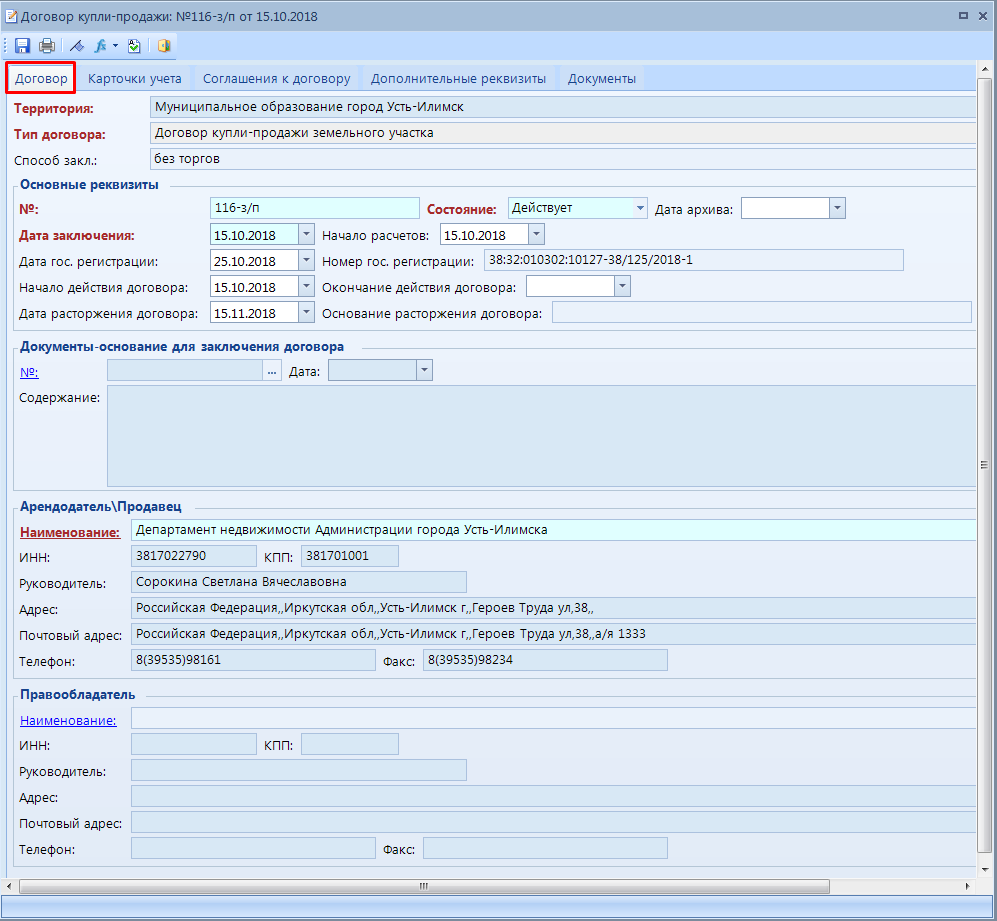 Договор купли-продажи: №116-з/п от 15.10.2018
Договор Карточки учета Соглашения к договору Дополнительные реквизиты Документы
Территория: Муниципальное образование город Усть-Илимск
Тип договора: Договор купли-продажи земельного участка
Способ закл.: без торгов
Основные реквизиты
№: 116-з/п Состояние: Действует Дата архива:
Дата заключения: 15.10.2018 Начало расчетов: 15.10.2018
Дата гос. регистрации: 25.10.2018 Номер гос. регистрации: 38:32:010302:10127-38/125/2018-1
Начало действия договора: 15.10.2018 Окончание действия договора:
Дата расторжения договора: 15.11.2018 Основание расторжения договора:
Документы-основание для заключения договора
№: ... Дата:
Содержание:
Арендодатель\Продавец
Наименование: Департамент недвижимости Администрации города Усть-Илимска
ИНН: 3817022790 КПП: 381701001
Руководитель: Сорокина Светлана Вячеславовна
Адрес: Российская Федерация,,Иркутская обл,,Усть-Илимск г,,Героев Труда ул,38,,
Почтовый адрес: Российская Федерация,,Иркутская обл,,Усть-Илимск г,,Героев Труда ул,38,,а/я 1333
Телефон: 8(39535)98161 Факс: 8(39535)98234
Правообладатель
Наименование:
ИНН: КПП:
Руководитель:
Адрес:
Почтовый адрес:
Телефон: Факс: